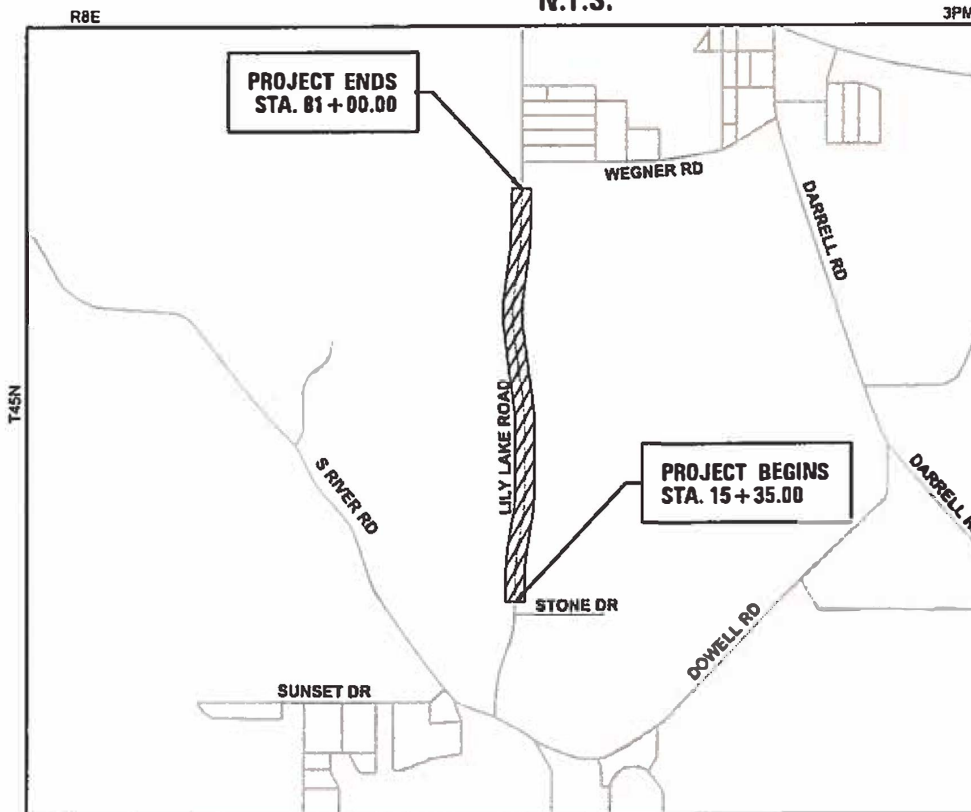 N.T.S.
R8E
3PM
PROJECT ENDS
STA. 81+00.00
WEGNER RD
DARRELL RD
T45N
LILY LAKE ROAD
S RIVER RD
PROJECT BEGINS
STA. 15+35.00
DARRELL R
STONE DR
DOWELL RD
SUNSET DR